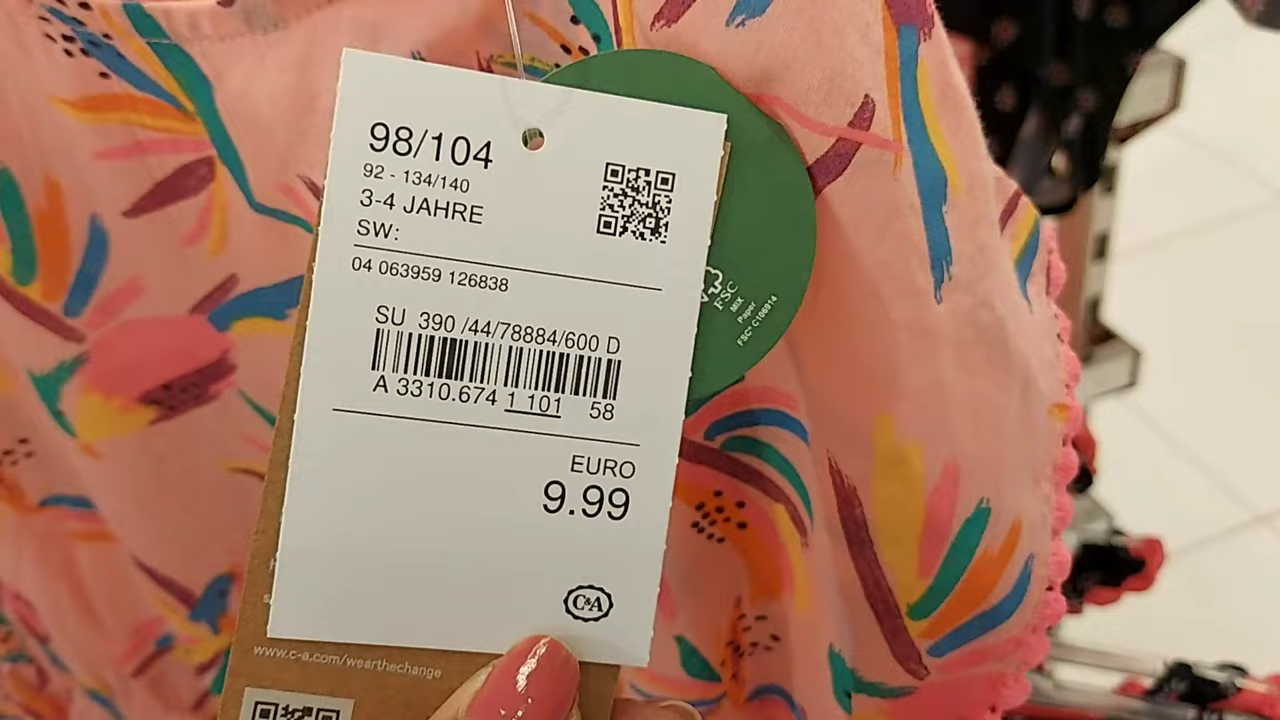 98/104
92 - 134/140
3-4 JAHRE
SW:
04 063959 126838
SU 390 /44/78884/600 D
A 3310.674 1 101 58
EURO
9.99
C&A
FSC
MIX
Paper
FSC® C106914
www.c-a.com/wearthechange